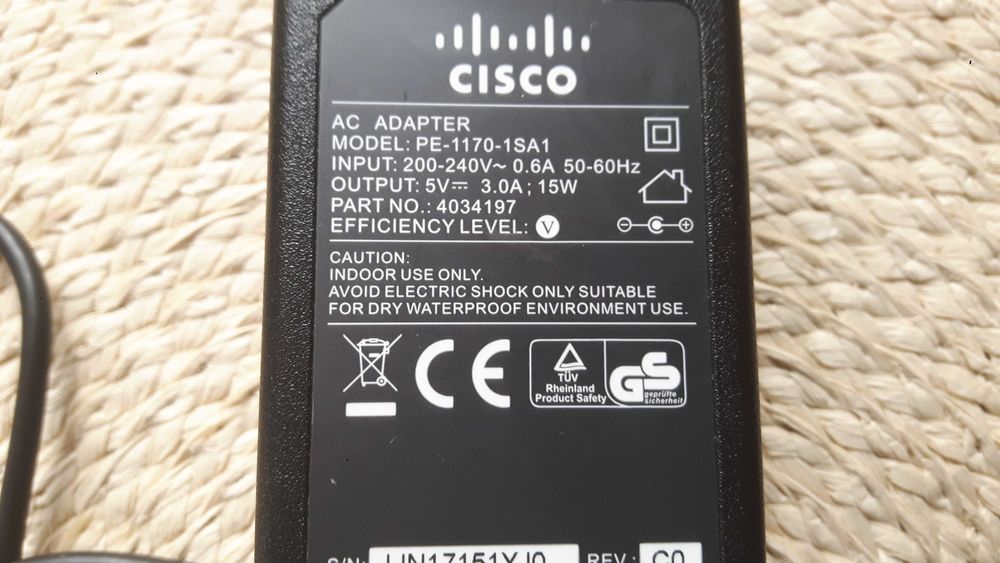 CISCO
AC ADAPTER
MODEL: PE-1170-1SA1
INPUT: 200-240V~ 0.6A 50-60Hz
OUTPUT: 5V⎓ 3.0A; 15W
PART NO.: 4034197
EFFICIENCY LEVEL: V
CAUTION:
INDOOR USE ONLY.
AVOID ELECTRIC SHOCK ONLY SUITABLE
FOR DRY WATERPROOF ENVIRONMENT USE.
CE
TÜV
Rheinland
Product Safety
GS
geprüfte
sicherheit
S/N: REV.: C0